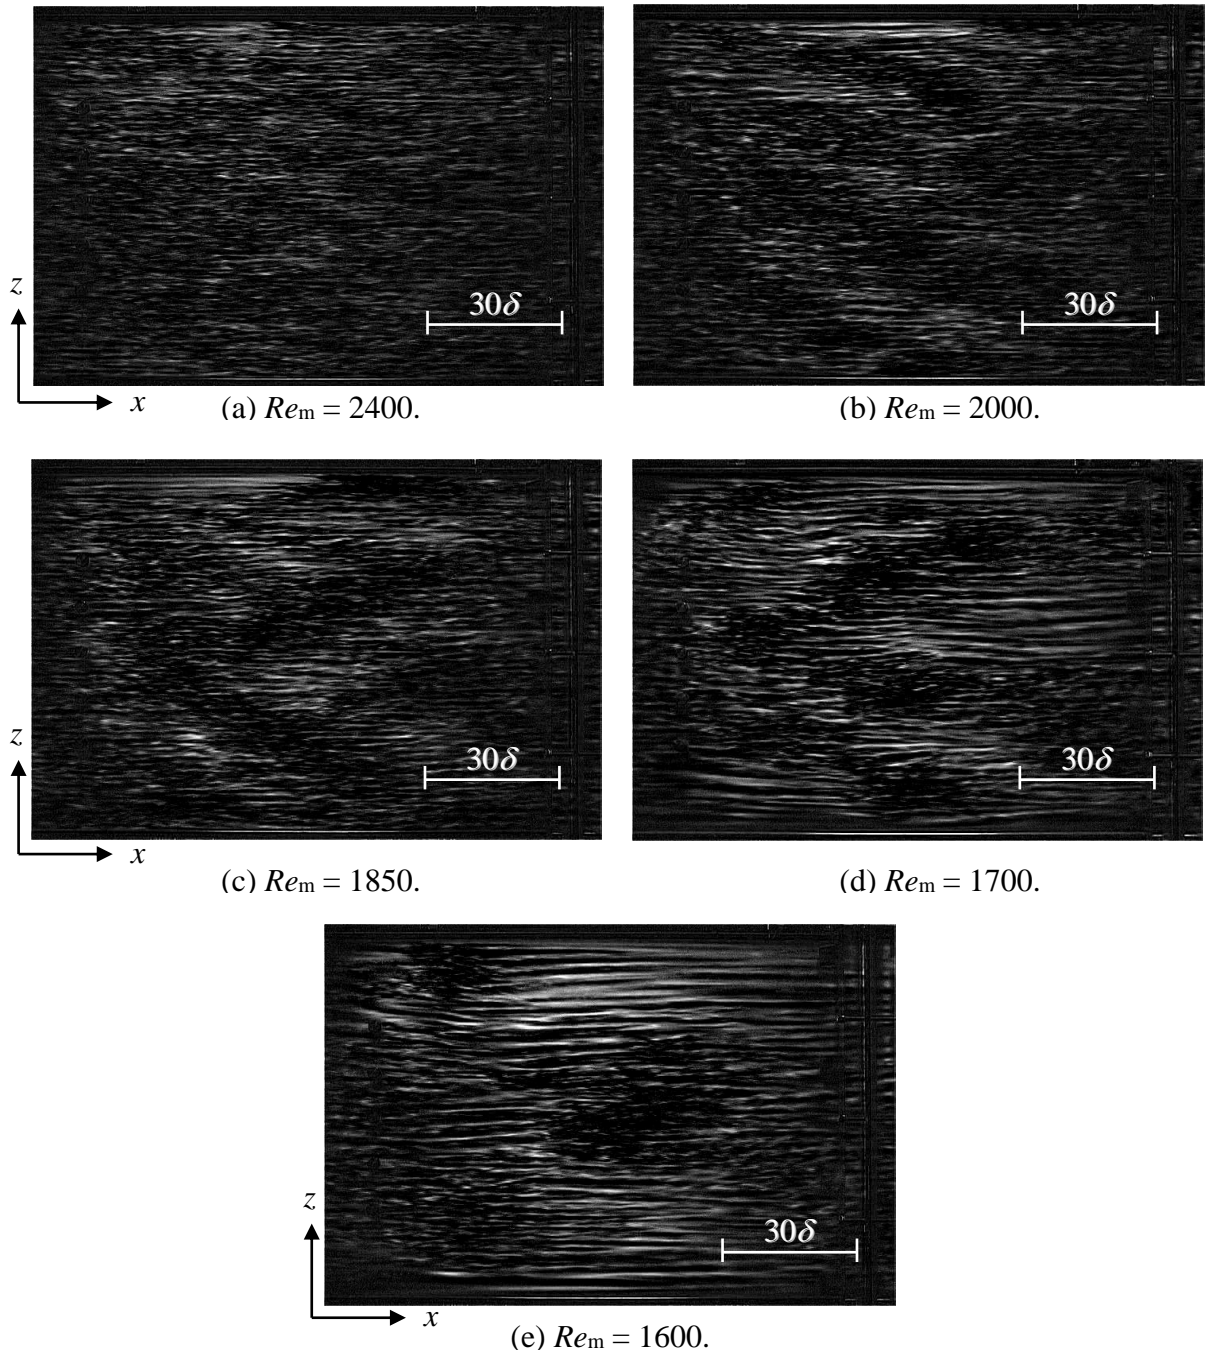 30δ
30δ
z
x
(a) Reₘ = 2400.
(b) Reₘ = 2000.
z
30δ
30δ
x
(c) Reₘ = 1850.
(d) Reₘ = 1700.
z
30δ
x
(e) Reₘ = 1600.